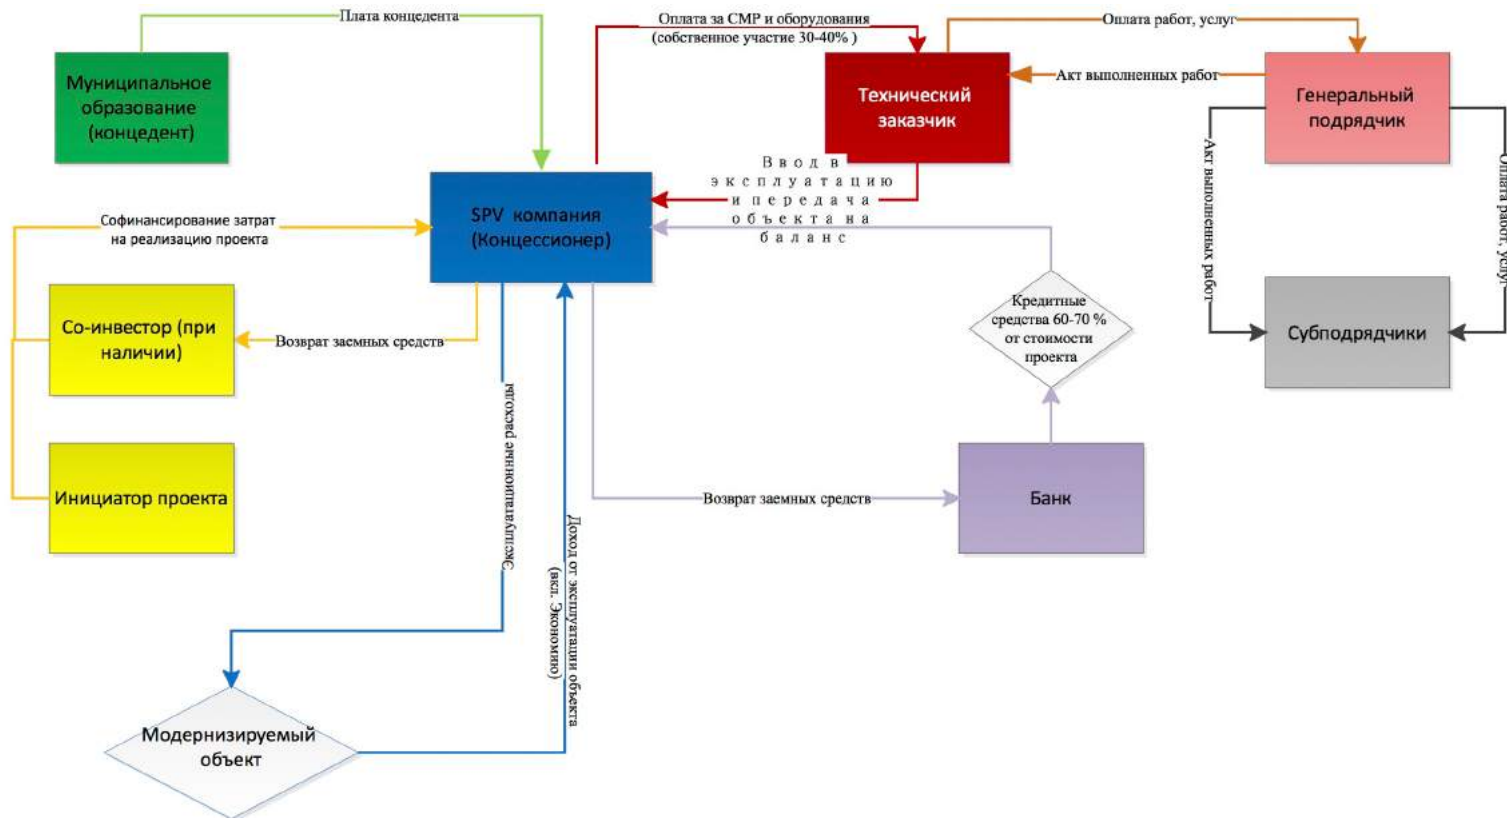 Плата концедента
Оплата за СМР и оборудования
(собственное участие 30-40% )
Оплата работ, услуг
Муниципальное
образование
(концедент)
Технический
заказчик
Акт выполненных работ
Генеральный
подрядчик
Ввод в
эксплуатацию
и передача
объекта на
баланс
SPV компания
(Концессионер)
Софинансирование затрат
на реализацию проекта
Акт выполненных работ
Оплата работ, услуг
Со-инвестор (при
наличии)
Возврат заемных средств
Кредитные
средства 60-70 %
от стоимости
проекта
Субподрядчики
Эксплуатационные расходы
Инициатор проекта
Возврат заемных средств
Банк
Доход от эксплуатации объекта
(вкл. Экономию)
Модернизируемый
объект